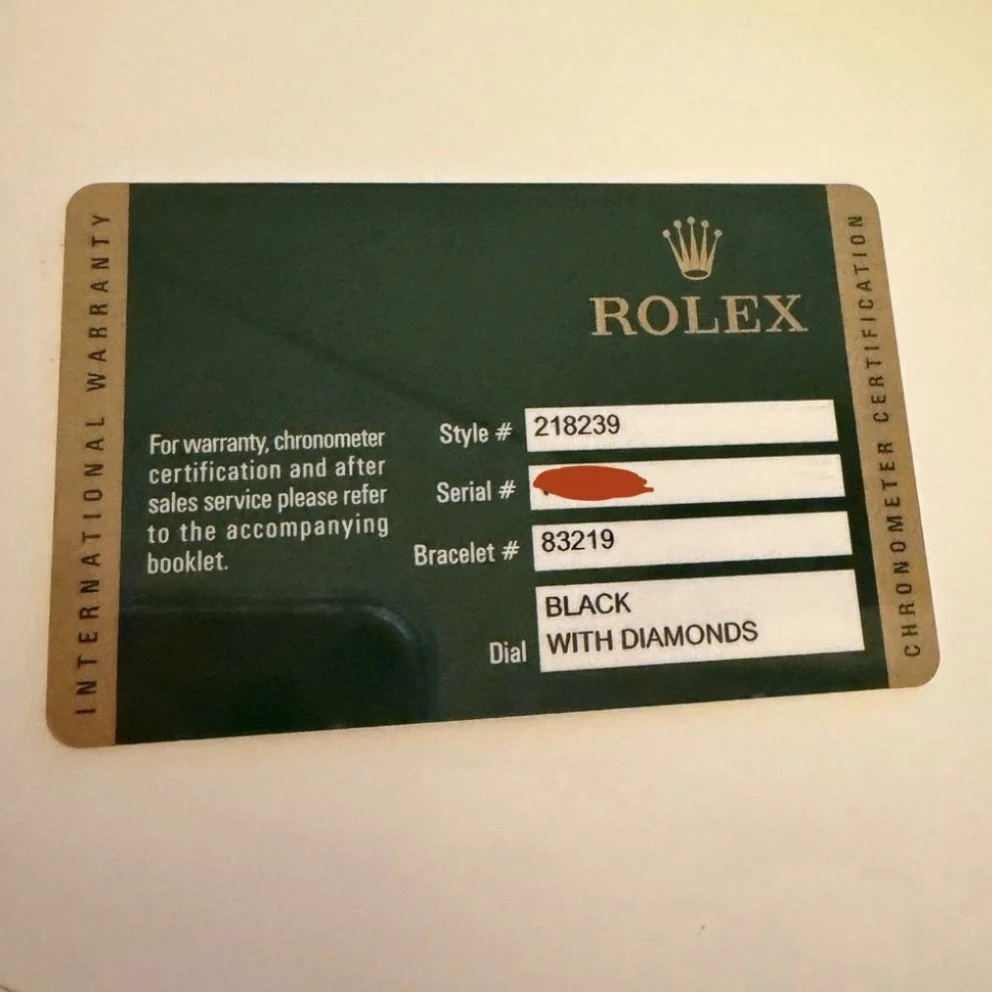 INTERNATIONAL WARRANTY
ROLEX
CHRONOMETER CERTIFICATION
For warranty, chronometer
certification and after
sales service please refer
to the accompanying
booklet.
Style # 218239
Serial #
Bracelet # 83219
Dial BLACK
WITH DIAMONDS